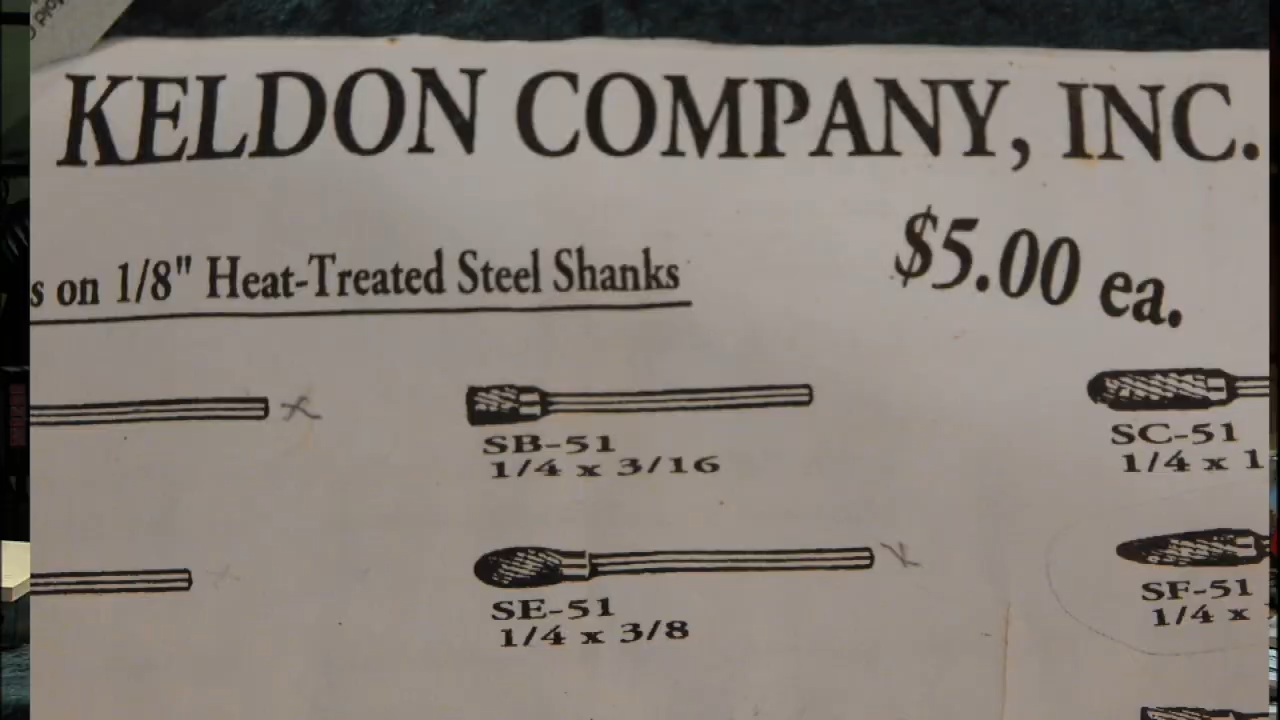 KELDON COMPANY, INC.
$5.00 ea.
s on 1/8" Heat-Treated Steel Shanks
SB-51
1/4 x 3/16
SC-51
1/4 x 1
SE-51
1/4 x 3/8
SF-51
1/4 x